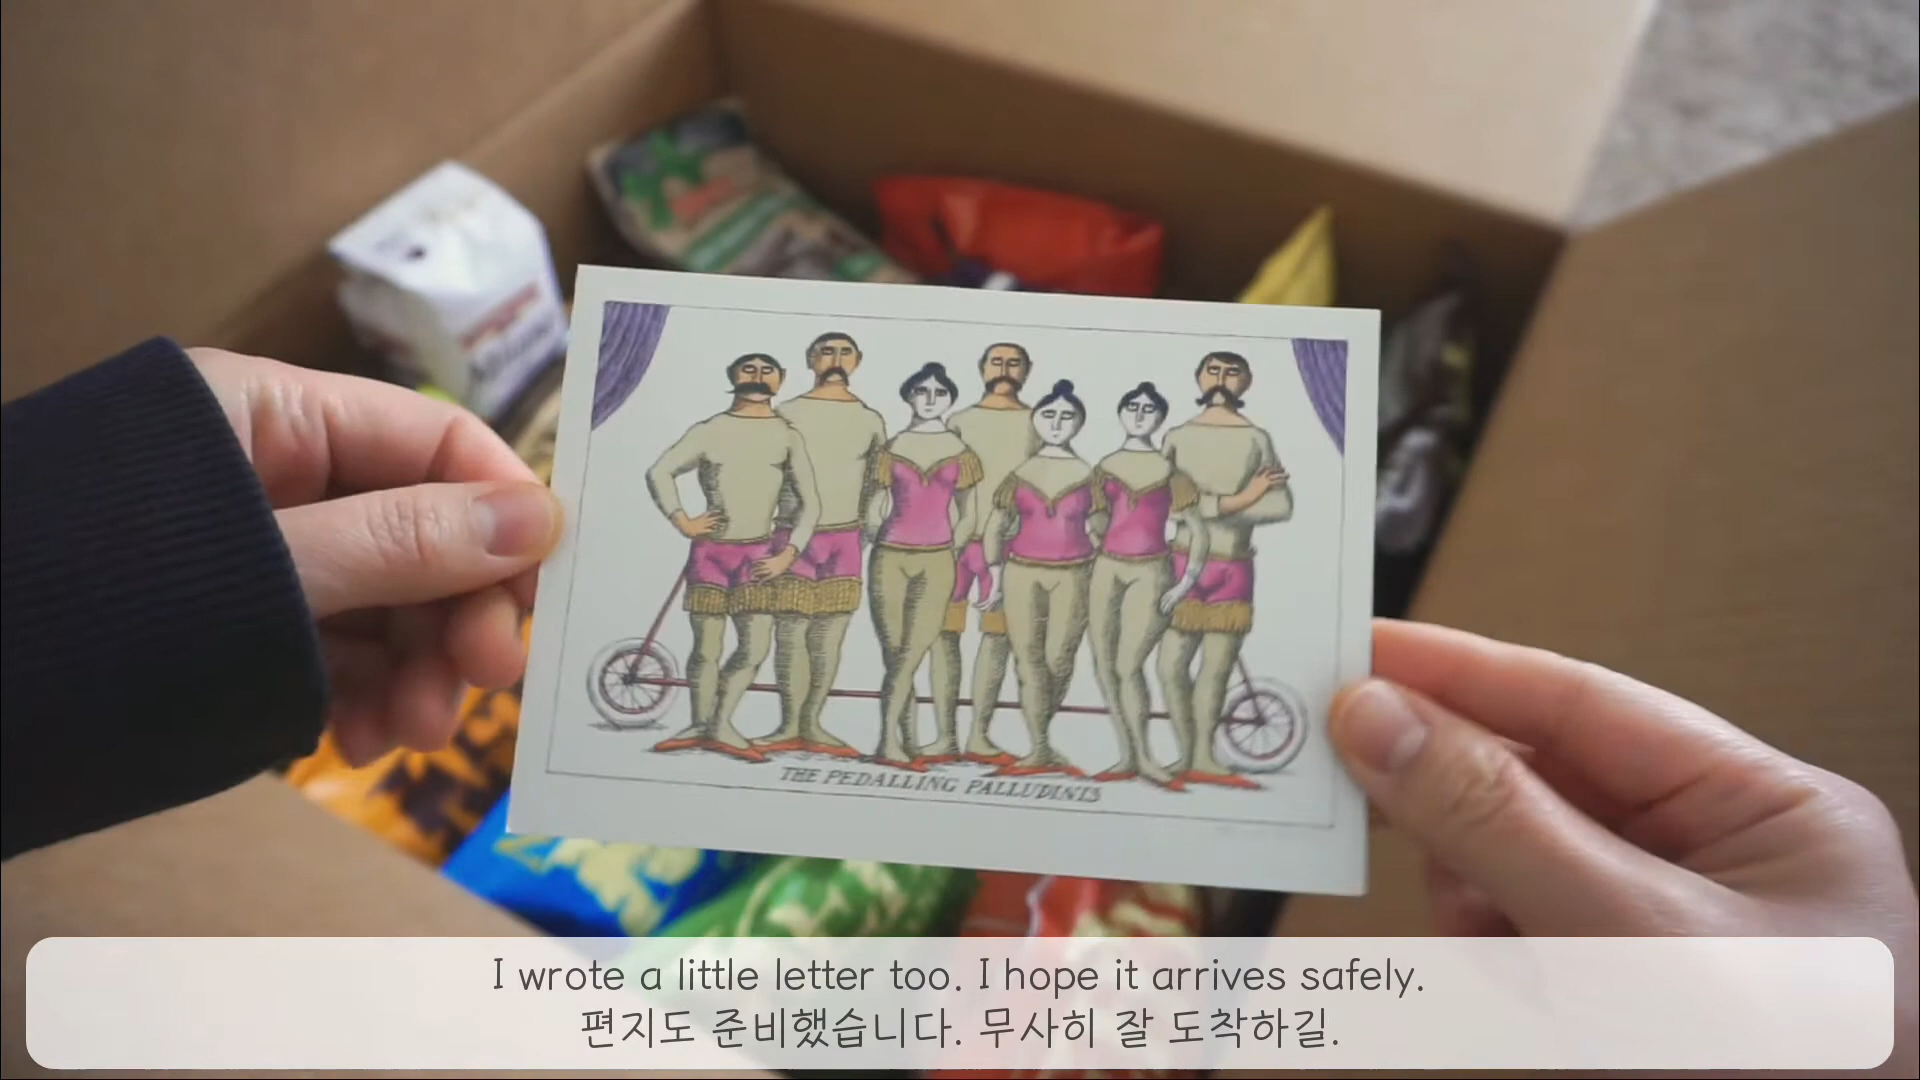 THE PEDALLING PALLUDINIS
I wrote a little letter too. I hope it arrives safely.
편지도 준비했습니다. 무사히 잘 도착하길.